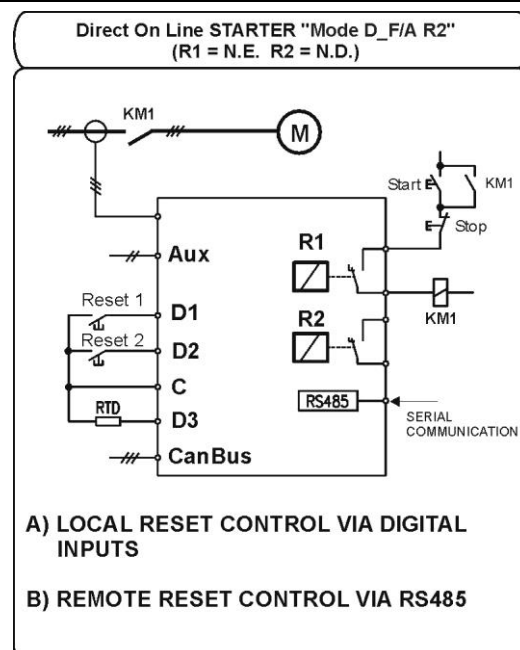 Direct On Line STARTER "Mode D_F/A R2"
(R1 = N.E. R2 = N.D.)
KM1
M
Start
KM1
Stop
Aux
R1
Reset 1
D1
KM1
Reset 2
D2
R2
C
RTD
D3
RS485
SERIAL
COMMUNICATION
CanBus
A) LOCAL RESET CONTROL VIA DIGITAL
INPUTS
B) REMOTE RESET CONTROL VIA RS485